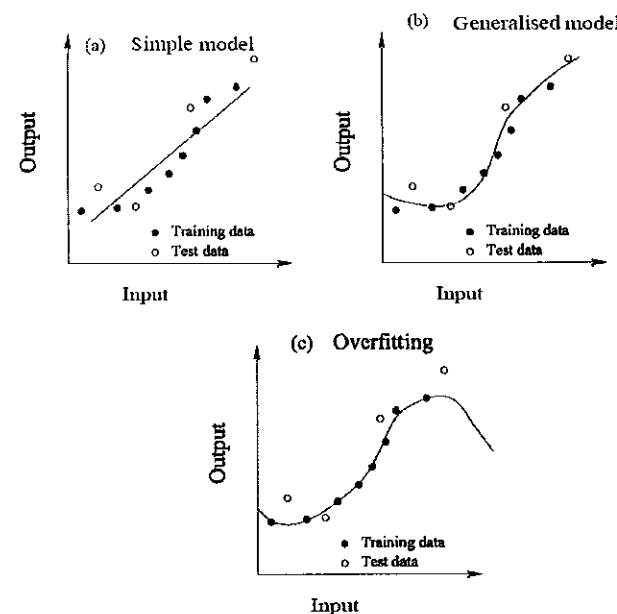 (a) Simple model
Output
Training data
Test data
Input
(b) Generalised model
Output
Training data
Test data
Input
(c) Overfitting
Output
Training data
Test data
Input